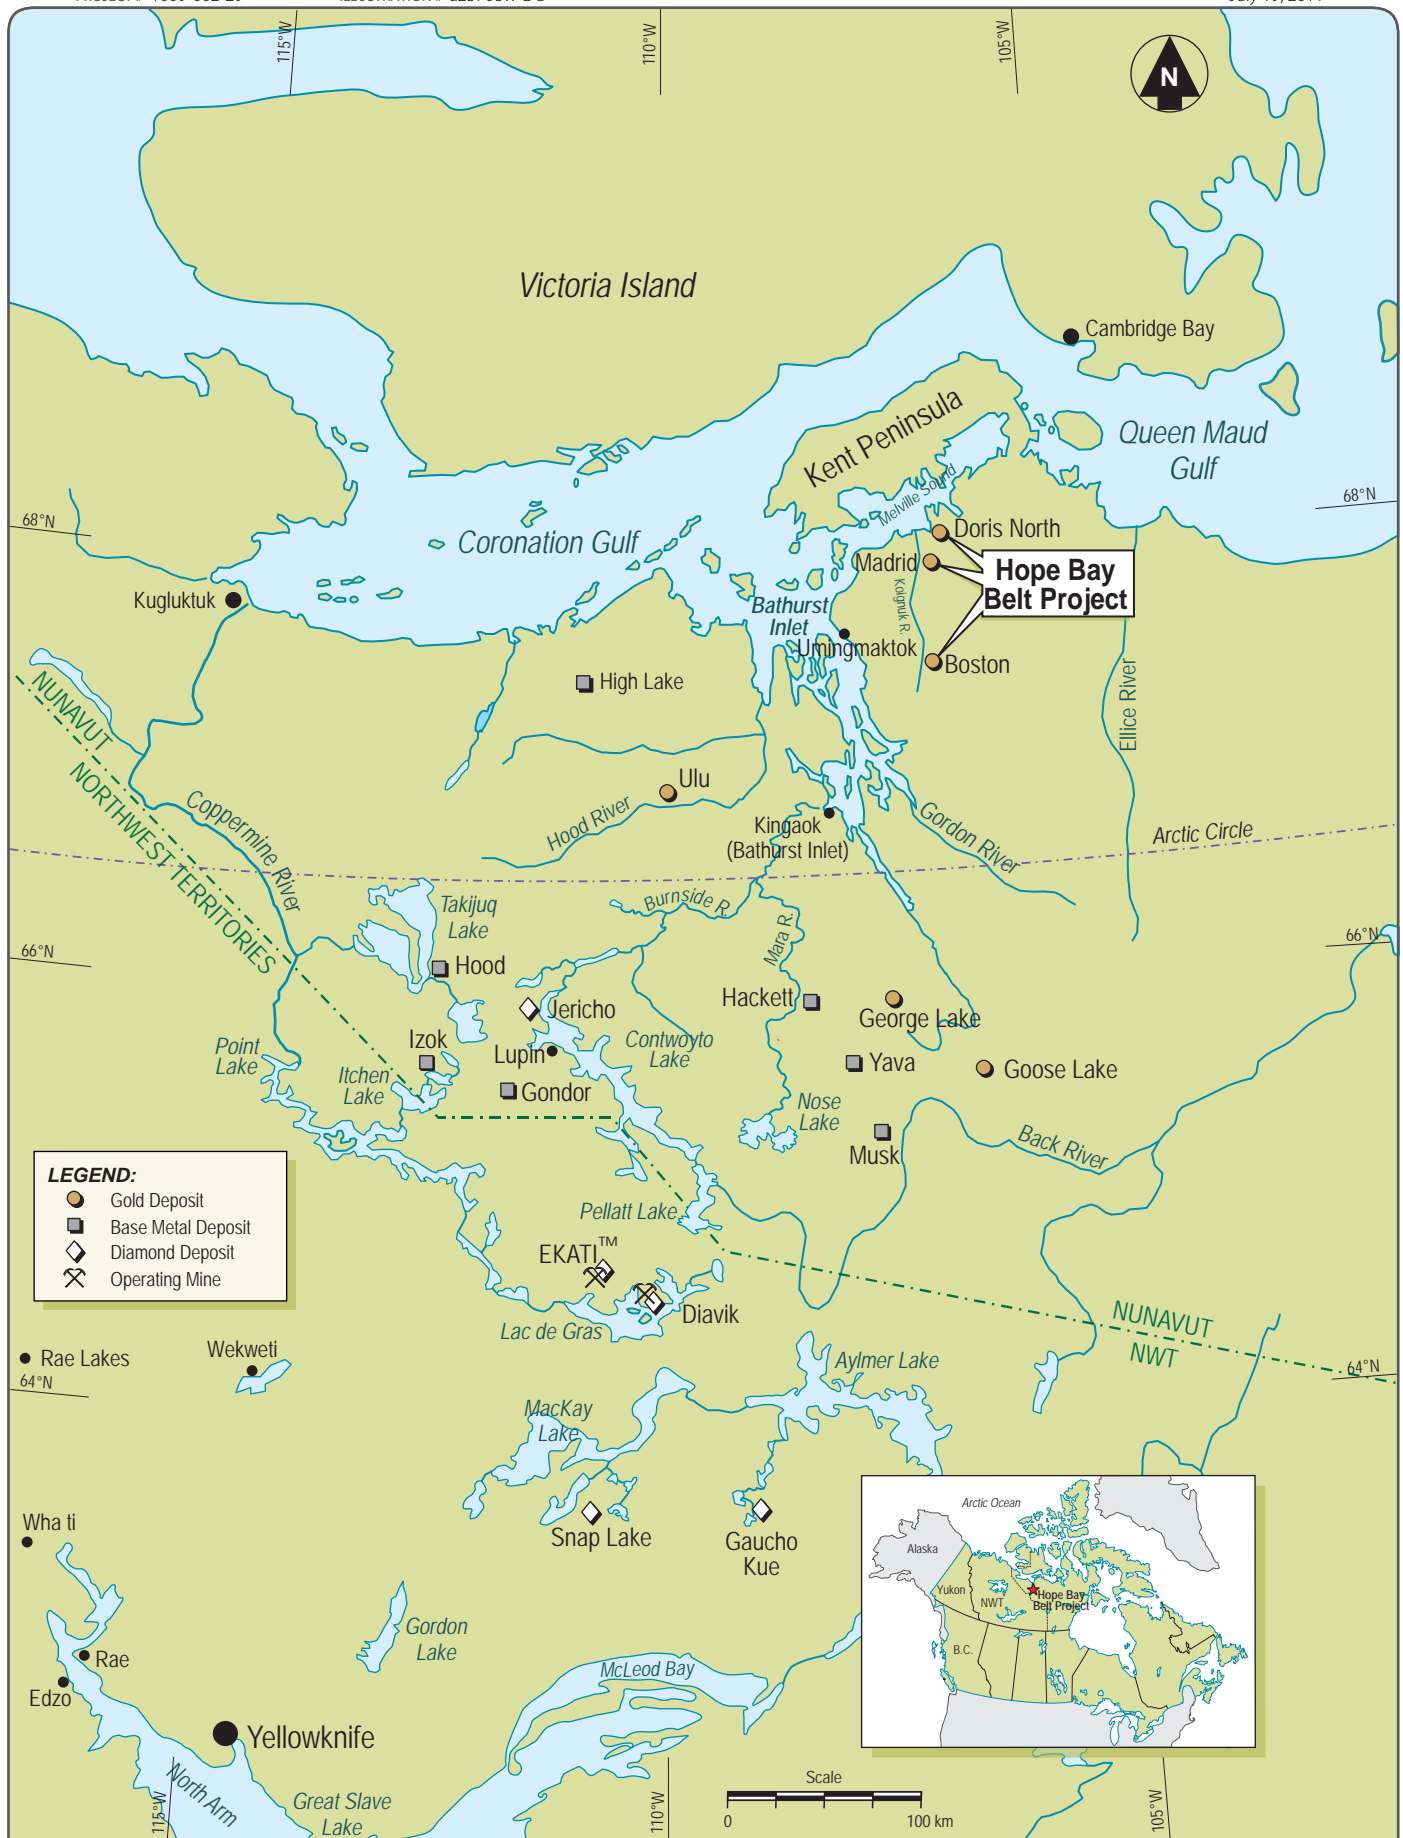 115°W
110°W
105°W
N
Victoria Island
Cambridge Bay
Kent Peninsula
Queen Maud
Gulf
Melville Sound
68°N
68°N
Coronation Gulf
Doris North
Madrid
Hope Bay
Belt Project
Koignuk R.
Kugluktuk
Bathurst
Inlet
Umingmaktok
Boston
High Lake
Ellice River
NUNAVUT
NORTHWEST TERRITORIES
Coppermine River
Ulu
Hood River
Kingaok
(Bathurst Inlet)
Gordon River
Arctic Circle
Takijuq
Lake
Burnside R.
Mara R.
66°N
66°N
Hood
Hackett
George Lake
Jericho
Contwoyto
Lake
Point
Lake
Izok
Lupin
Itchen
Lake
Gondor
Yava
Goose Lake
Nose
Lake
Musk
Back River
LEGEND:
Gold Deposit
Base Metal Deposit
Diamond Deposit
Operating Mine
Pellatt Lake
EKATI™
Diavik
Lac de Gras
NUNAVUT
NWT
Rae Lakes
Wekweti
Aylmer Lake
64°N
64°N
MacKay
Lake
Snap Lake
Gaucho
Kue
Wha ti
Arctic Ocean
Alaska
Yukon
NWT
Hope Bay
Belt Project
B.C.
Gordon
Lake
Rae
Edzo
McLeod Bay
Yellowknife
North Arm
Great Slave
Lake
Scale
0
100 km
115°W
110°W
105°W